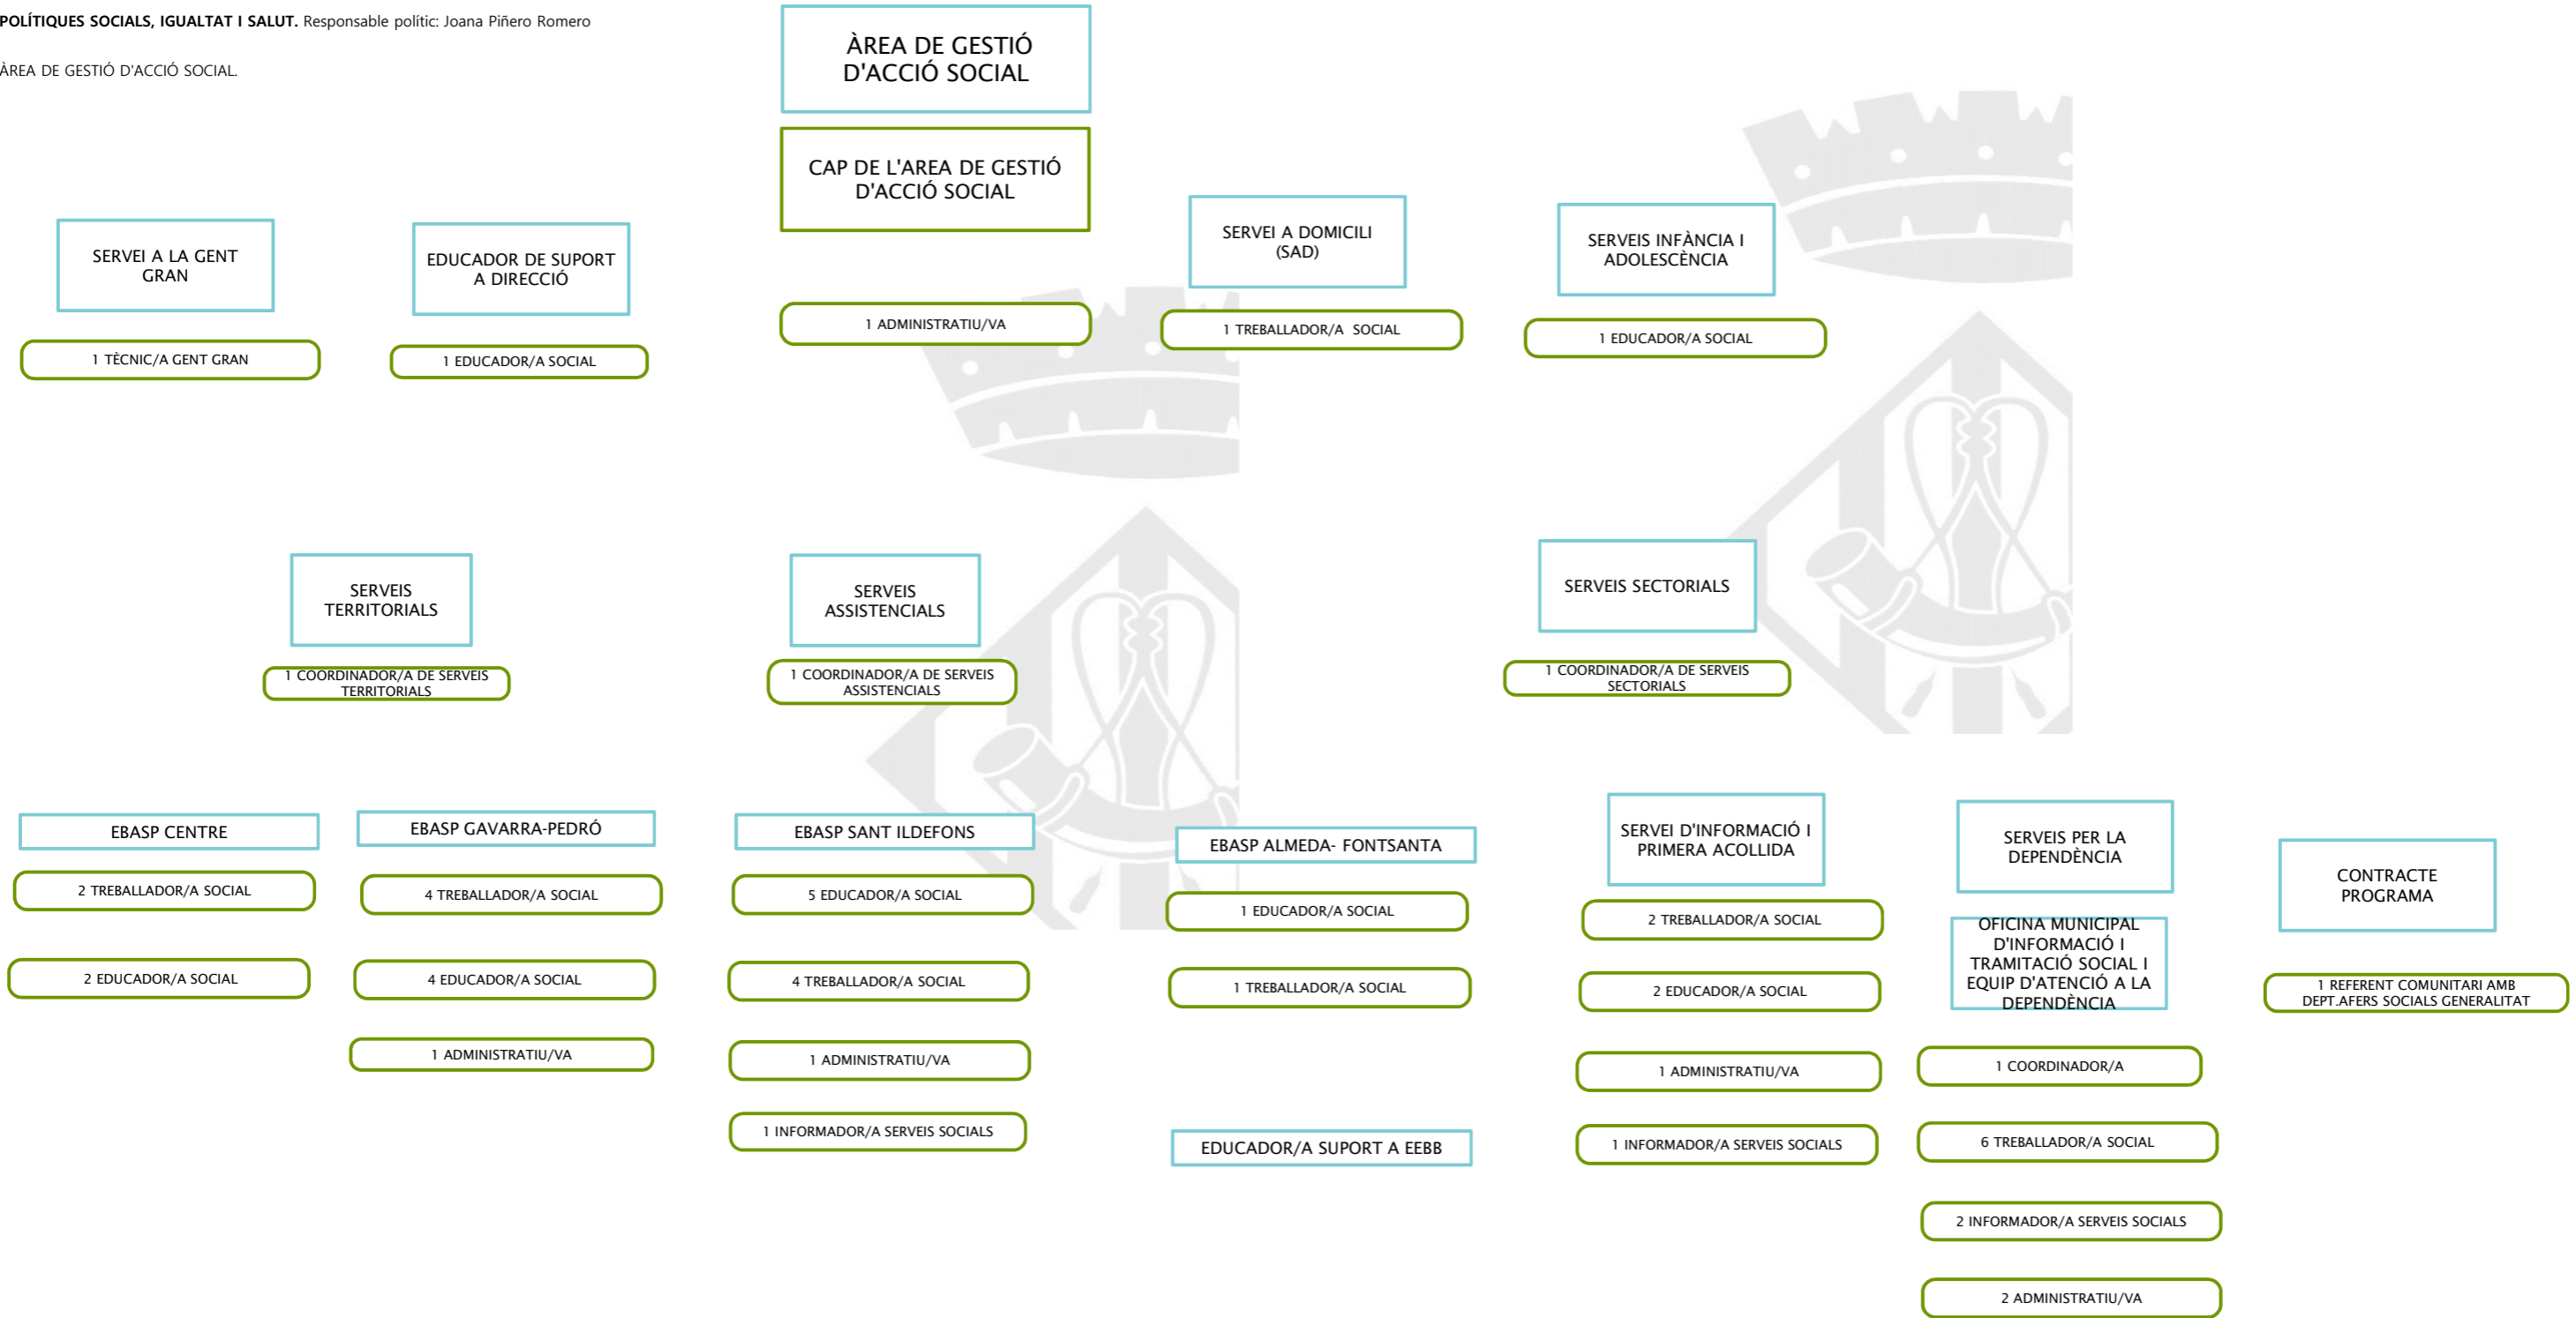 POLÍTIQUES SOCIALS, IGUALTAT I SALUT. Responsable polític: Joana Piñero Romero
ÀREA DE GESTIÓ D'ACCIÓ SOCIAL.
ÀREA DE GESTIÓ
D'ACCIÓ SOCIAL
CAP DE L'AREA DE GESTIÓ
D'ACCIÓ SOCIAL
1 ADMINISTRATIU/VA
SERVEI A LA GENT
GRAN
1 TÈCNIC/A GENT GRAN
EDUCADOR DE SUPORT
A DIRECCIÓ
1 EDUCADOR/A SOCIAL
SERVEI A DOMICILI
(SAD)
1 TREBALLADOR/A SOCIAL
SERVEIS INFÀNCIA I
ADOLESCÈNCIA
1 EDUCADOR/A SOCIAL
SERVEIS
TERRITORIALS
1 COORDINADOR/A DE SERVEIS
TERRITORIALS
SERVEIS
ASSISTENCIALS
1 COORDINADOR/A DE SERVEIS
ASSISTENCIALS
SERVEIS SECTORIALS
1 COORDINADOR/A DE SERVEIS
SECTORIALS
EBASP CENTRE
2 TREBALLADOR/A SOCIAL
2 EDUCADOR/A SOCIAL
EBASP GAVARRA-PEDRÓ
4 TREBALLADOR/A SOCIAL
4 EDUCADOR/A SOCIAL
1 ADMINISTRATIU/VA
EBASP SANT ILDEFONS
5 EDUCADOR/A SOCIAL
4 TREBALLADOR/A SOCIAL
1 ADMINISTRATIU/VA
1 INFORMADOR/A SERVEIS SOCIALS
EBASP ALMEDA- FONTSANTA
1 EDUCADOR/A SOCIAL
1 TREBALLADOR/A SOCIAL
EDUCADOR/A SUPORT A EEBB
SERVEI D'INFORMACIÓ I
PRIMERA ACOLLIDA
2 TREBALLADOR/A SOCIAL
2 EDUCADOR/A SOCIAL
1 ADMINISTRATIU/VA
1 INFORMADOR/A SERVEIS SOCIALS
SERVEIS PER LA
DEPENDÈNCIA
OFICINA MUNICIPAL
D'INFORMACIÓ I
TRAMITACIÓ SOCIAL I
EQUIP D'ATENCIÓ A LA
DEPENDÈNCIA
1 COORDINADOR/A
6 TREBALLADOR/A SOCIAL
2 INFORMADOR/A SERVEIS SOCIALS
2 ADMINISTRATIU/VA
CONTRACTE
PROGRAMA
1 REFERENT COMUNITARI AMB
DEPT.AFERS SOCIALS GENERALITAT